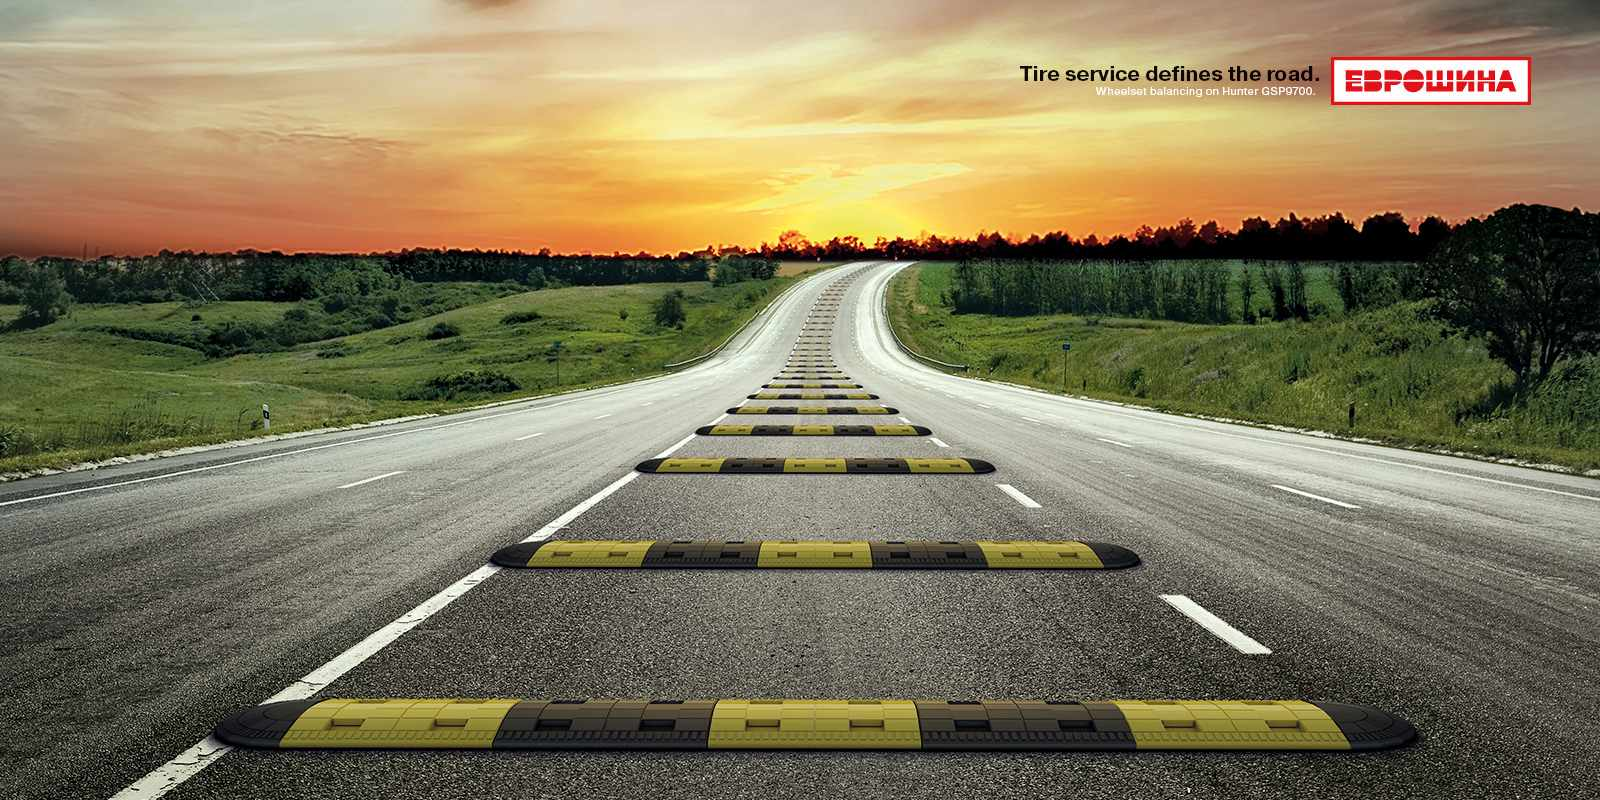 Tire service defines the road.
Wheelset balancing on Hunter GSP9700.
ЕВРОШИНА